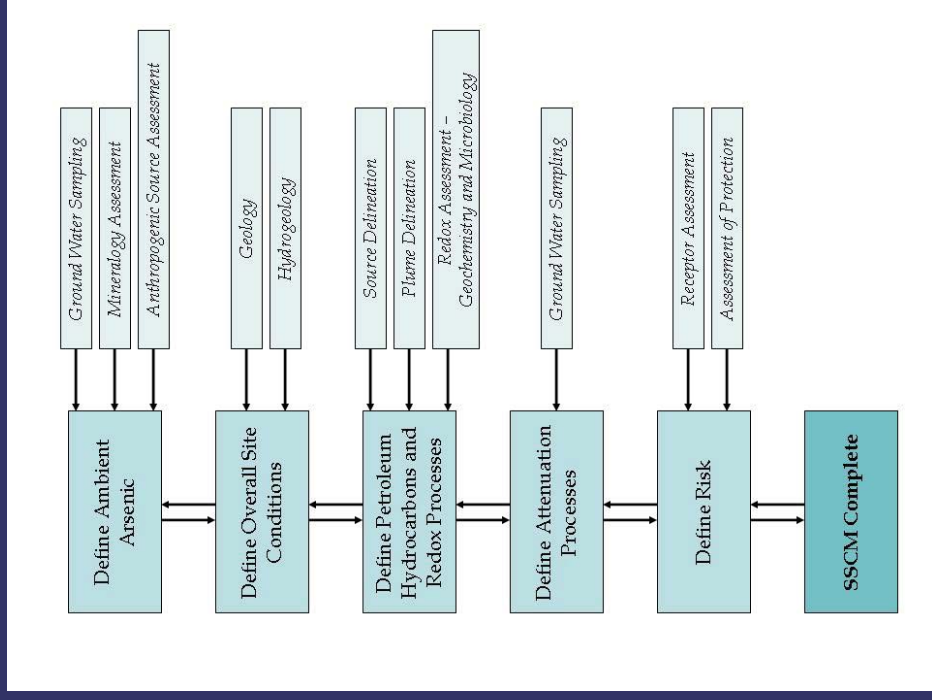 Define Ambient
Arsenic
Ground Water Sampling
Mineralogy Assessment
Anthropogenic Source Assessment
Define Overall Site
Conditions
Geology
Hydrogeology
Define Petroleum
Hydrocarbons and
Redox Processes
Source Delineation
Plume Delineation
Redox Assessment –
Geochemistry and Microbiology
Define Attenuation
Processes
Ground Water Sampling
Define Risk
Receptor Assessment
Assessment of Protection
SSCM Complete